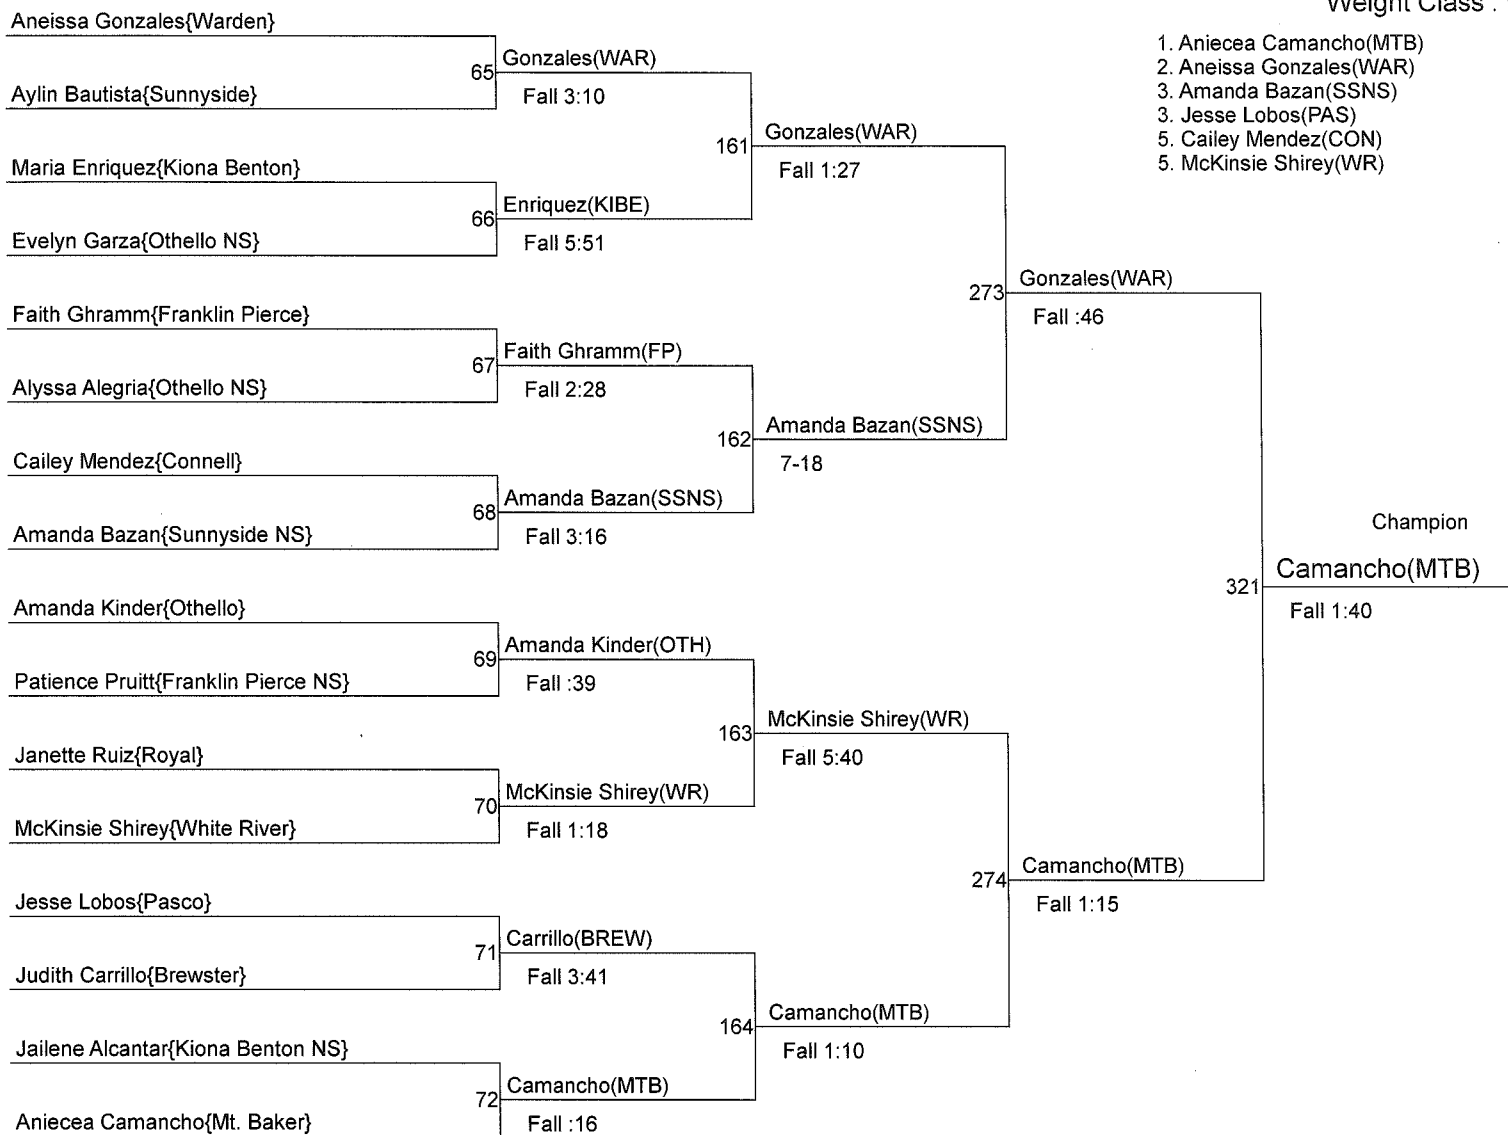 Weight Class :
1. Aniecea Camancho(MTB)
2. Aneissa Gonzales(WAR)
3. Amanda Bazan(SSNS)
3. Jesse Lobos(PAS)
5. Cailey Mendez(CON)
5. McKinsie Shirey(WR)
Aneissa Gonzales{Warden}
65
Gonzales(WAR)
Fall 3:10
Aylin Bautista{Sunnyside}
161
Gonzales(WAR)
Fall 1:27
Maria Enriquez{Kiona Benton}
66
Enriquez(KIBE)
Fall 5:51
Evelyn Garza{Othello NS}
273
Gonzales(WAR)
Fall :46
Faith Ghramm{Franklin Pierce}
67
Faith Ghramm(FP)
Fall 2:28
Alyssa Alegria{Othello NS}
162
Amanda Bazan(SSNS)
7-18
Cailey Mendez{Connell}
68
Amanda Bazan(SSNS)
Fall 3:16
Amanda Bazan{Sunnyside NS}
Champion
321
Camancho(MTB)
Fall 1:40
Amanda Kinder{Othello}
69
Amanda Kinder(OTH)
Fall :39
Patience Pruitt{Franklin Pierce NS}
163
McKinsie Shirey(WR)
Fall 5:40
Janette Ruiz{Royal}
70
McKinsie Shirey(WR)
Fall 1:18
McKinsie Shirey{White River}
274
Camancho(MTB)
Fall 1:15
Jesse Lobos{Pasco}
71
Carrillo(BREW)
Fall 3:41
Judith Carrillo{Brewster}
164
Camancho(MTB)
Fall 1:10
Jailene Alcantar{Kiona Benton NS}
72
Camancho(MTB)
Fall :16
Aniecea Camancho{Mt. Baker}